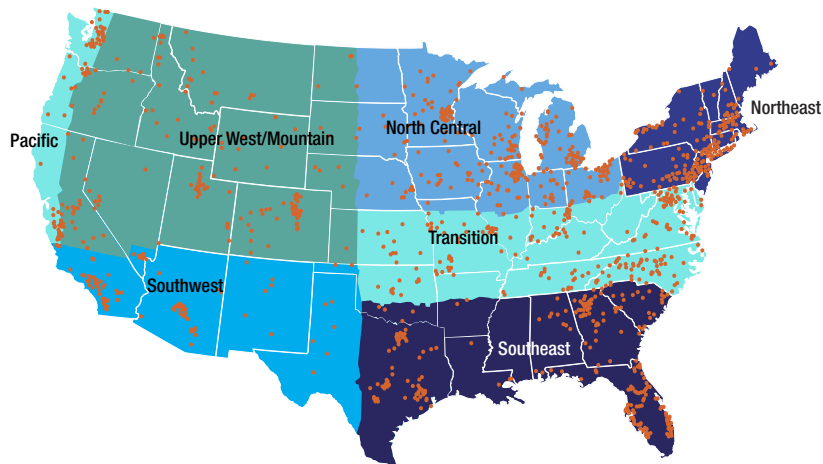 Northeast
North Central
Pacific
Upper West/Mountain
Transition
Southwest
Southeast